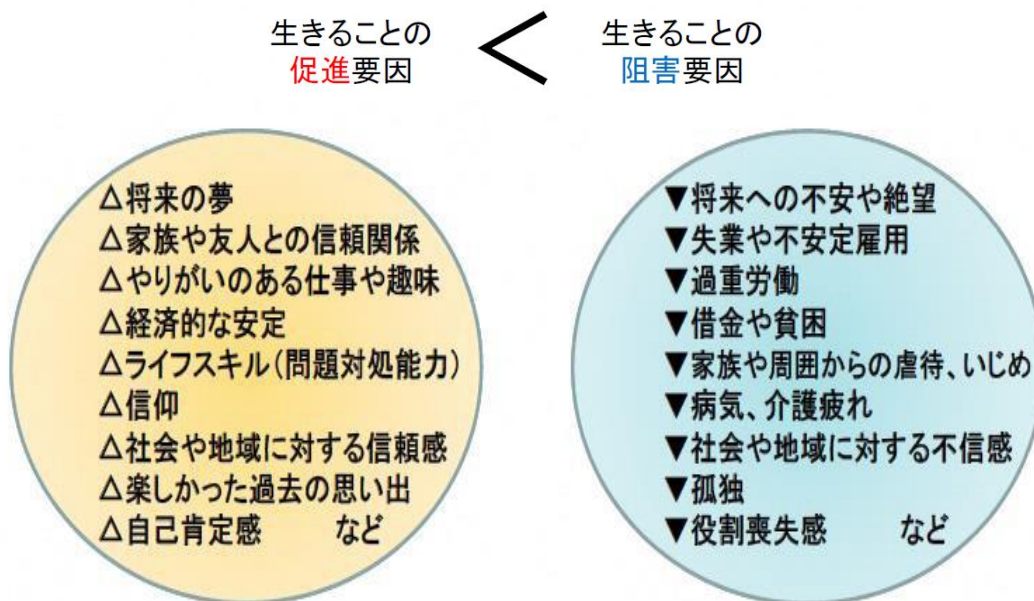 生きることの
促進要因
<
生きることの
阻害要因
△将来の夢
△家族や友人との信頼関係
△やりがいのある仕事や趣味
△経済的な安定
△ライフスキル(問題対処能力)
△信仰
△社会や地域に対する信頼感
△楽しかった過去の思い出
△自己肯定感 など
▼将来への不安や絶望
▼失業や不安定雇用
▼過重労働
▼借金や貧困
▼家族や周囲からの虐待、いじめ
▼病気、介護疲れ
▼社会や地域に対する不信感
▼孤独
▼役割喪失感 など